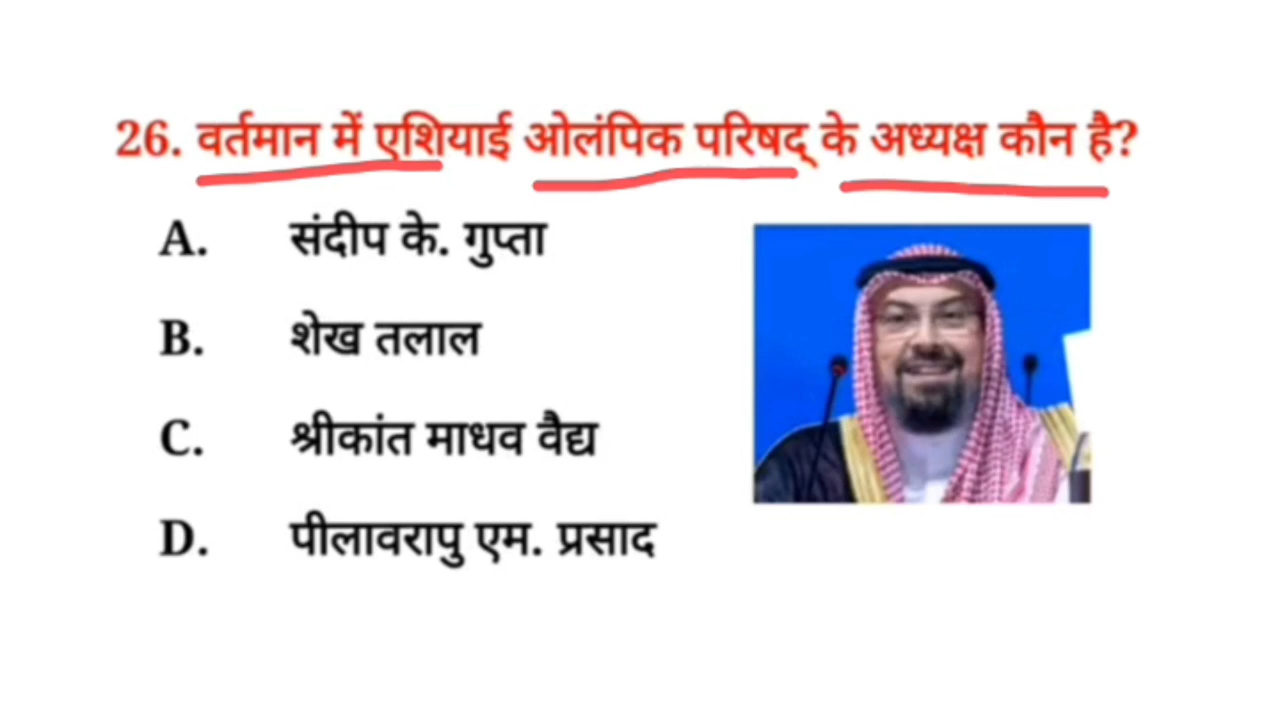 26. वर्तमान में एशियाई ओलंपिक परिषद् के अध्यक्ष कौन है?
A. संदीप के. गुप्ता
B. शेख तलाल
C. श्रीकांत माधव वैद्य
D. पीलावरापु एम. प्रसाद